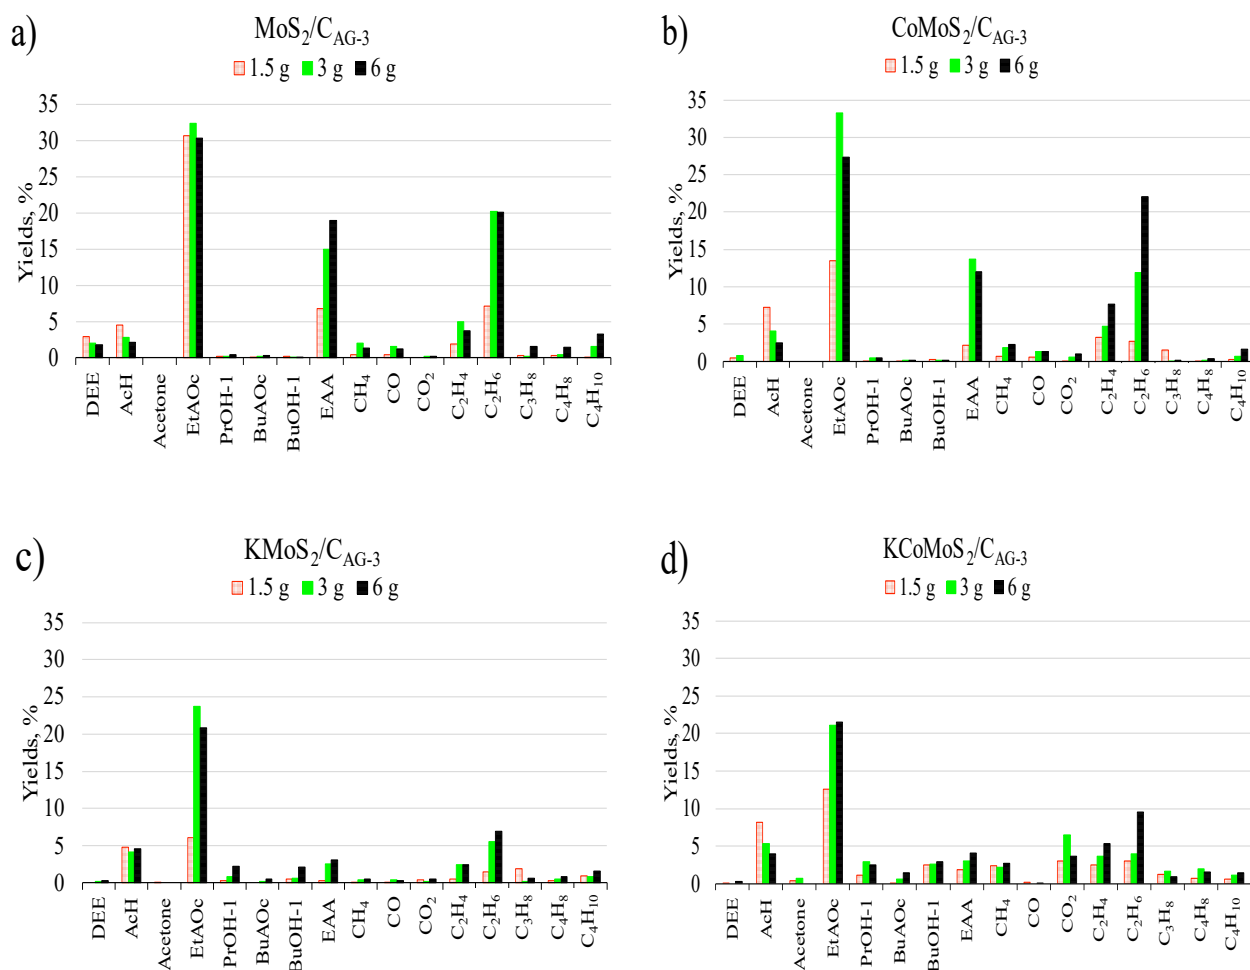 a)
MoS₂/C_AG-3
1.5 g 3 g 6 g
Yields, %
35
30
25
20
15
10
5
0
DEE
AcH
Acetone
EtAOc
PrOH-1
BuAOc
BuOH-1
EAA
CH₄
CO
CO₂
C₂H₄
C₂H₆
C₃H₈
C₄H₈
C₄H₁₀
b)
CoMoS₂/C_AG-3
1.5 g 3 g 6 g
Yields, %
35
30
25
20
15
10
5
0
DEE
AcH
Acetone
EtAOc
PrOH-1
BuAOc
BuOH-1
EAA
CH₄
CO
CO₂
C₂H₄
C₂H₆
C₃H₈
C₄H₈
C₄H₁₀
c)
KMoS₂/C_AG-3
1.5 g 3 g 6 g
Yields, %
35
30
25
20
15
10
5
0
DEE
AcH
Acetone
EtAOc
PrOH-1
BuAOc
BuOH-1
EAA
CH₄
CO
CO₂
C₂H₄
C₂H₆
C₃H₈
C₄H₈
C₄H₁₀
d)
KCoMoS₂/C_AG-3
1.5 g 3 g 6 g
Yields, %
35
30
25
20
15
10
5
0
DEE
AcH
Acetone
EtAOc
PrOH-1
BuAOc
BuOH-1
EAA
CH₄
CO
CO₂
C₂H₄
C₂H₆
C₃H₈
C₄H₈
C₄H₁₀